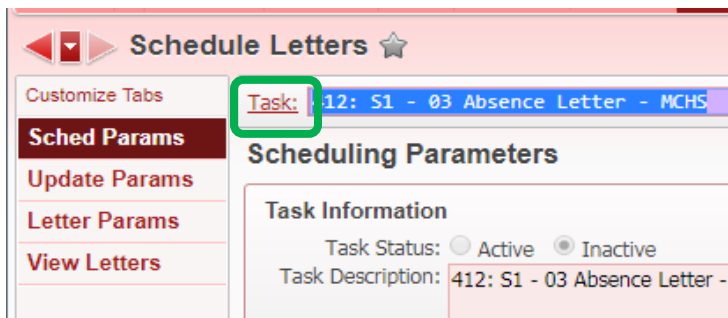 Schedule Letters
Customize Tabs
Sched Params
Update Params
Letter Params
View Letters
Task: 412: S1 - 03 Absence Letter - MCHS
Scheduling Parameters
Task Information
Task Status: Active Inactive
Task Description: 412: S1 - 03 Absence Letter -